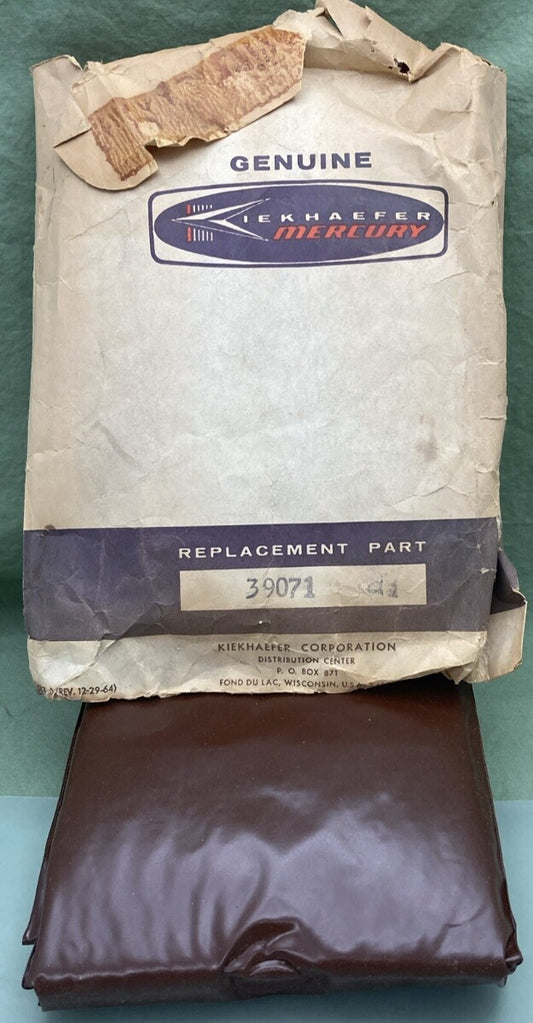 GENUINE
KIEKHAEFER
MERCURY
REPLACEMENT PART
39071
KIEKHAEFER CORPORATION
DISTRIBUTION CENTER
P. O. BOX 871
FOND DU LAC, WISCONSIN, U.S.A.
(REV. 12-29-64)